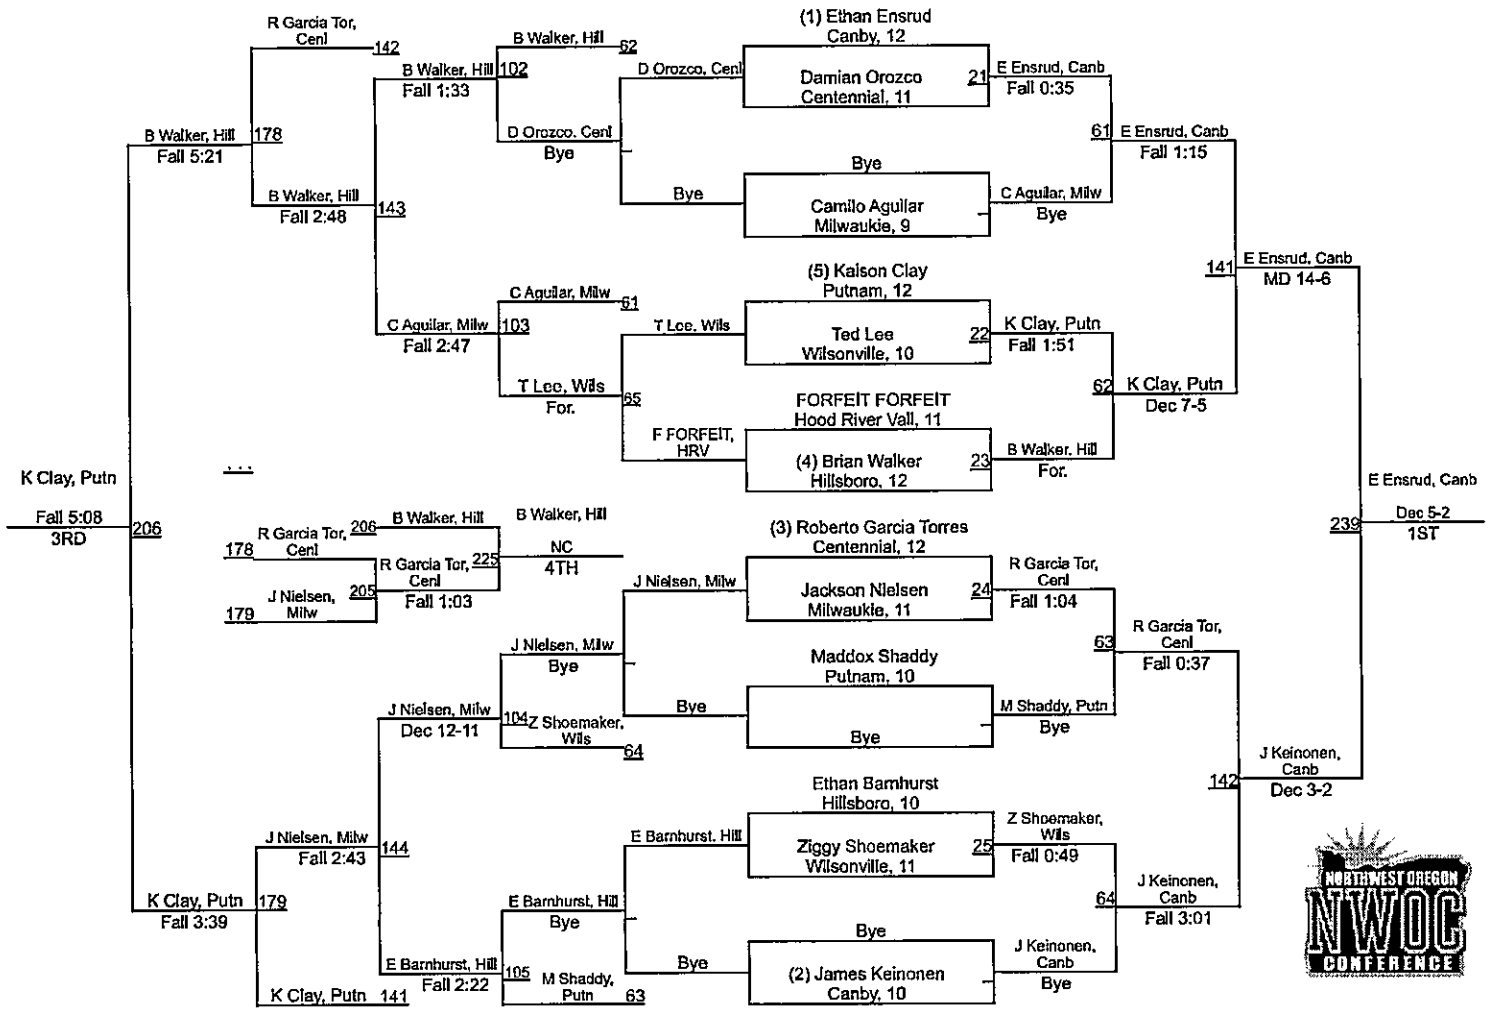 (1) Ethan Ensrud
Canby, 12
Damian Orozco
Centennial, 11
21
E Ensrud, Canb
Fall 0:35
Bye
Camilo Aguilar
Milwaukie, 9
C Aguilar, Milw
Bye
61
E Ensrud, Canb
Fall 1:15
(5) Kaison Clay
Putnam, 12
Ted Lee
Wilsonville, 10
22
K Clay, Putn
Fall 1:51
FORFEIT FORFEIT
Hood River Vall, 11
(4) Brian Walker
Hillsboro, 12
23
B Walker, Hill
For.
62
K Clay, Putn
Dec 7-5
141
E Ensrud, Canb
MD 14-6
(3) Roberto Garcia Torres
Centennial, 12
Jackson Nielsen
Milwaukie, 11
24
R Garcia Tor,
Cenl
Fall 1:04
Maddox Shaddy
Putnam, 10
Bye
M Shaddy, Putn
Bye
63
R Garcia Tor,
Cenl
Fall 0:37
Ethan Barnhurst
Hillsboro, 10
Ziggy Shoemaker
Wilsonville, 11
25
Z Shoemaker,
Wils
Fall 0:49
Bye
(2) James Keinonen
Canby, 10
J Keinonen,
Canb
Bye
64
J Keinonen,
Canb
Fall 3:01
142
J Keinonen,
Canb
Dec 3-2
239
E Ensrud, Canb
Dec 5-2
1ST
D Orozco, Cenl
Bye
D Orozco, Cenl
Bye
B Walker, Hill
62
102
B Walker, Hill
Fall 1:33
T Lee, Wils
F FORFEIT,
HRV
65
T Lee, Wils
For.
C Aguilar, Milw
61
103
C Aguilar, Milw
Fall 2:47
143
B Walker, Hill
Fall 2:48
R Garcia Tor,
Cenl
142
178
B Walker, Hill
Fall 5:21
J Nielsen, Milw
Bye
J Nielsen, Milw
Bye
Z Shoemaker,
Wils
64
104
J Nielsen, Milw
Dec 12-11
E Barnhurst, Hill
Bye
E Barnhurst, Hill
Bye
M Shaddy,
Putn
63
105
E Barnhurst, Hill
Fall 2:22
144
J Nielsen, Milw
Fall 2:43
K Clay, Putn
141
179
K Clay, Putn
Fall 3:39
206
K Clay, Putn
Fall 5:08
3RD
. . .
178
R Garcia Tor,
Cenl
179
J Nielsen,
Milw
205
R Garcia Tor,
Cenl
Fall 1:03
206
B Walker, Hill
225
B Walker, Hill
NC
4TH
NORTHWEST OREGON
NWOC
CONFERENCE